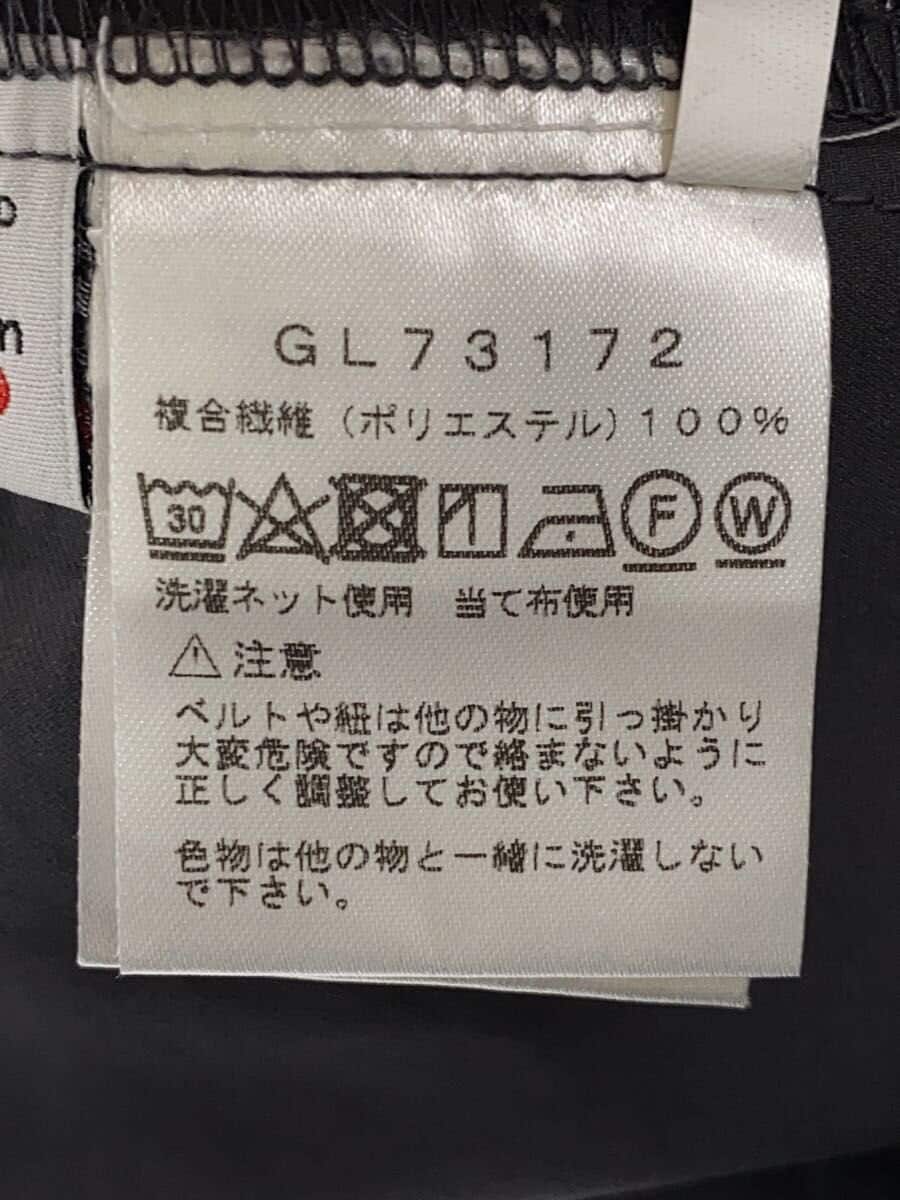 GL73172
複合繊維(ポリエステル)100%
30 F W
洗濯ネット使用 当て布使用
注意
ベルトや紐は他の物に引っ掛かり
大変危険ですので絡まないように
正しく調整してお使い下さい。
色物は他の物と一緒に洗濯しない
で下さい。